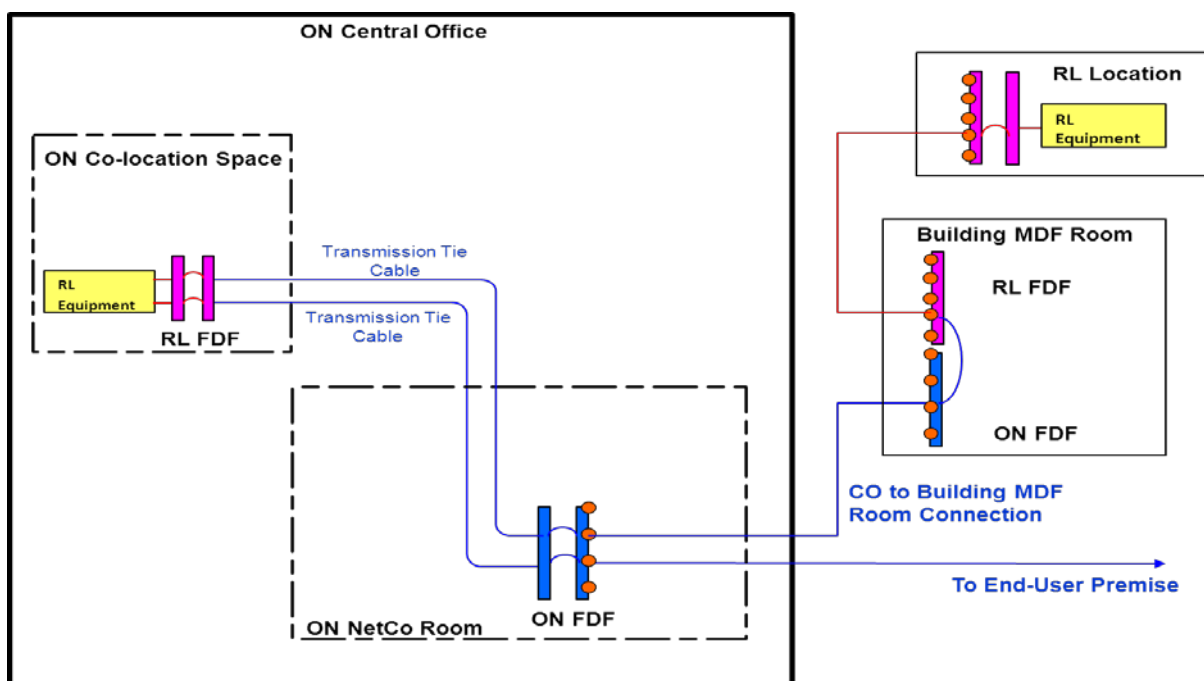 ON Central Office
RL Location
RL
Equipment
ON Co-location Space
Building MDF Room
RL FDF
Transmission Tie
Cable
RL
Equipment
Transmission Tie
Cable
RL FDF
ON FDF
CO to Building MDF
Room Connection
To End-User Premise
ON FDF
ON NetCo Room